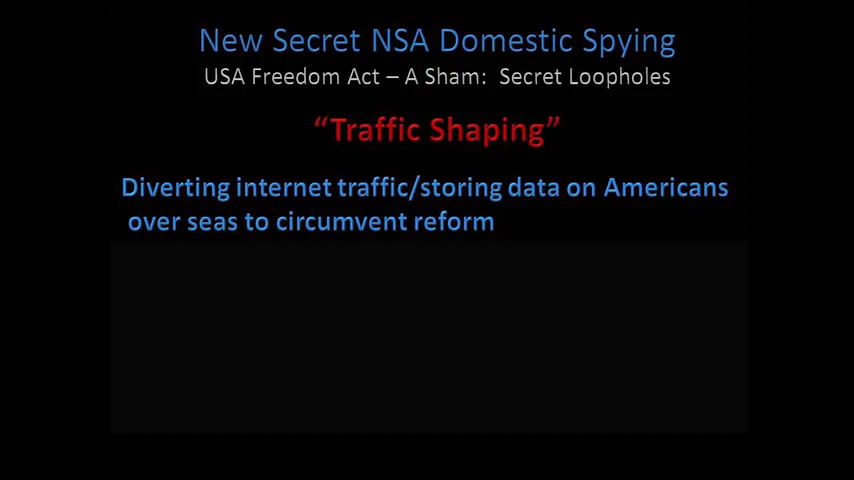 New Secret NSA Domestic Spying
USA Freedom Act – A Sham: Secret Loopholes
“Traffic Shaping”
Diverting internet traffic/storing data on Americans
over seas to circumvent reform